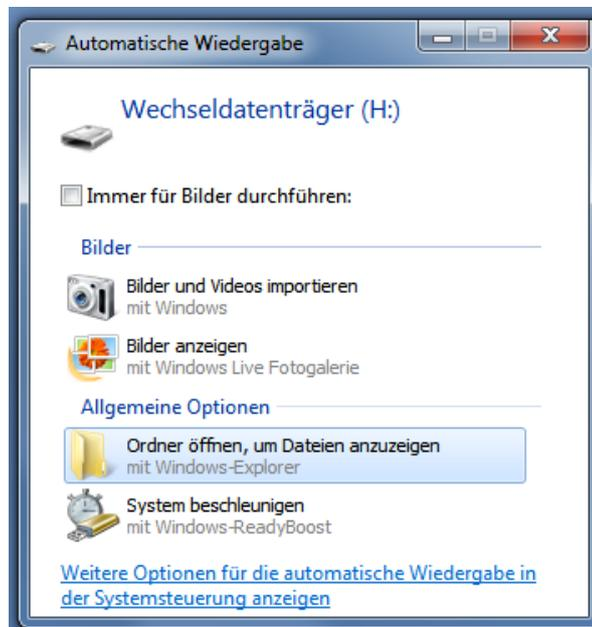 Automatische Wiedergabe
Wechseldatenträger (H:)
Immer für Bilder durchführen:
Bilder
Bilder und Videos importieren
mit Windows
Bilder anzeigen
mit Windows Live Fotogalerie
Allgemeine Optionen
Ordner öffnen, um Dateien anzuzeigen
mit Windows-Explorer
System beschleunigen
mit Windows-ReadyBoost
Weitere Optionen für die automatische Wiedergabe in
der Systemsteuerung anzeigen